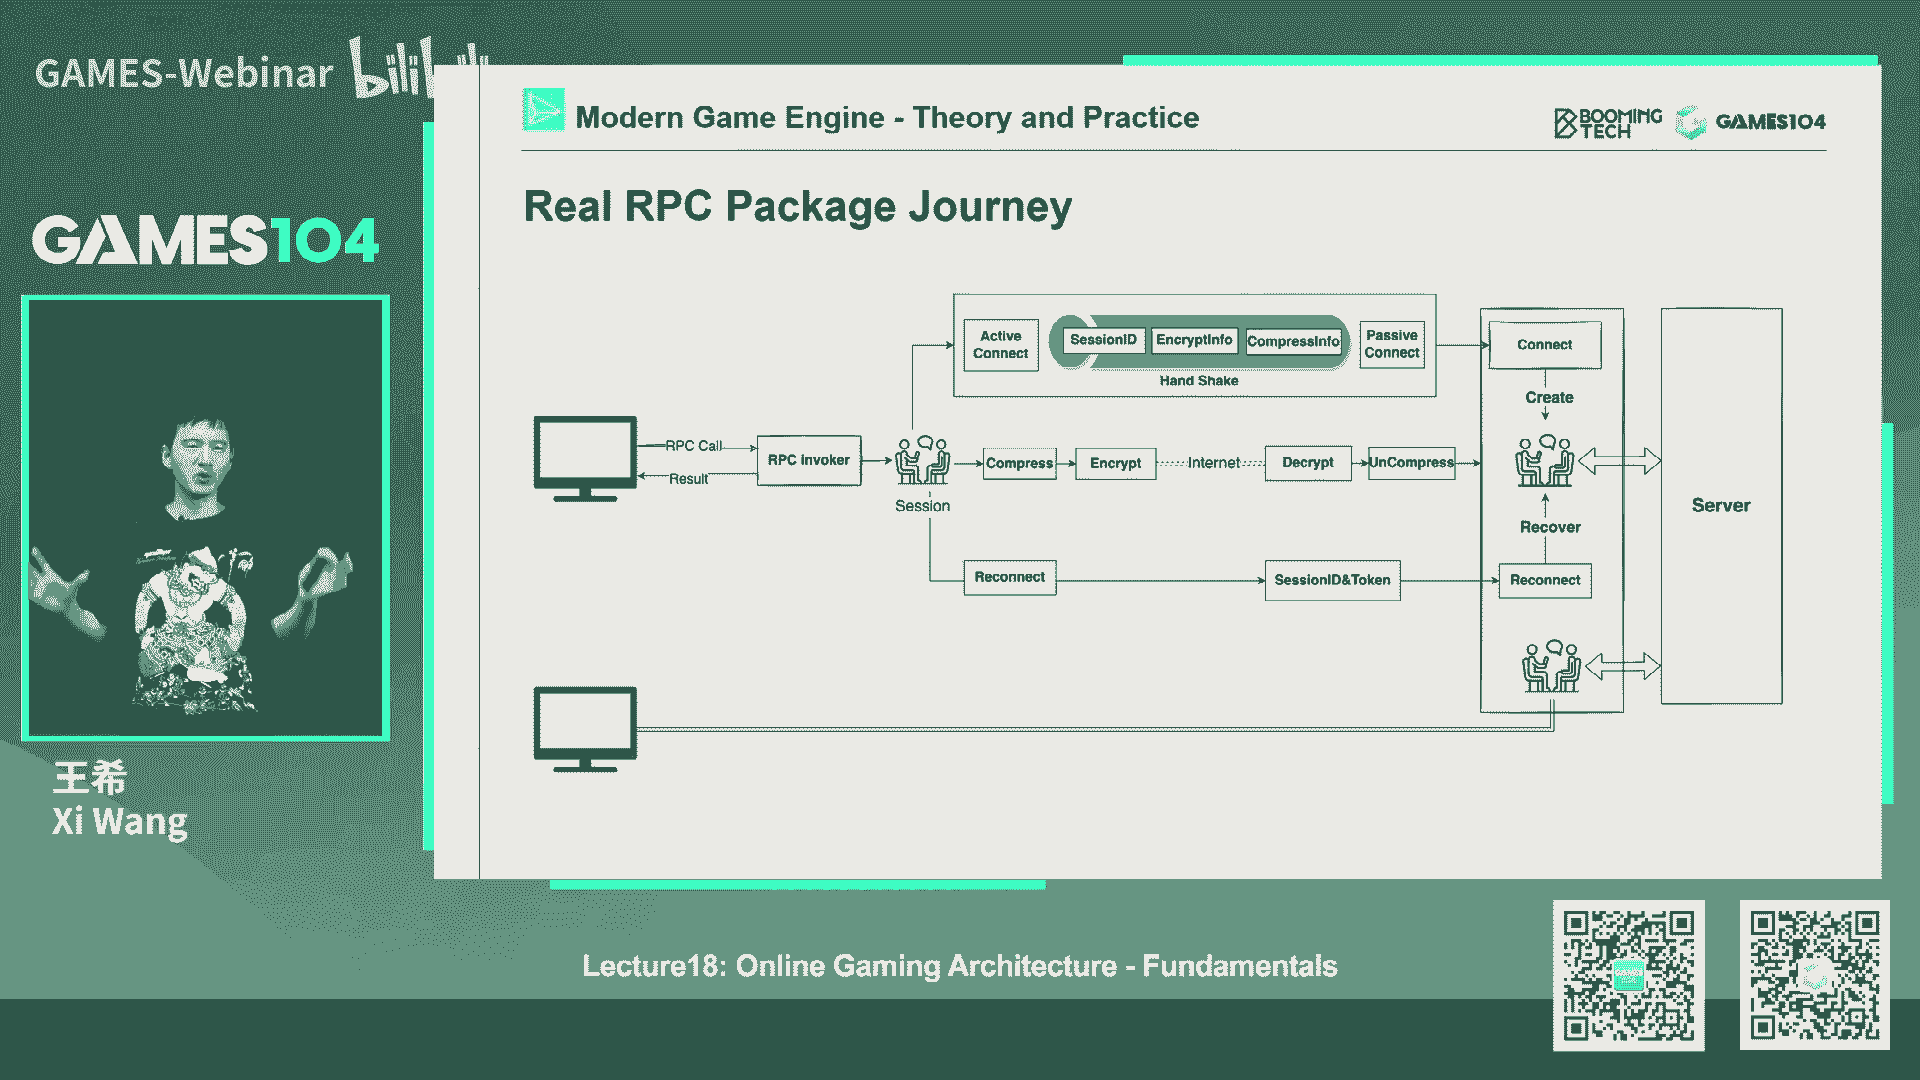 GAMES-Webinar
bilibili
Modern Game Engine - Theory and Practice
BOOMING
TECH
GAMES104
GAMES104
Real RPC Package Journey
Active
Connect
SessionID
EncryptInfo
CompressInfo
Passive
Connect
Hand Shake
Connect
Create
RPC Call
Result
RPC invoker
Session
Compress
Encrypt
Internet
Decrypt
UnCompress
Recover
Server
Reconnect
SessionID&Token
Reconnect
王希
Xi Wang
Lecture18: Online Gaming Architecture - Fundamentals